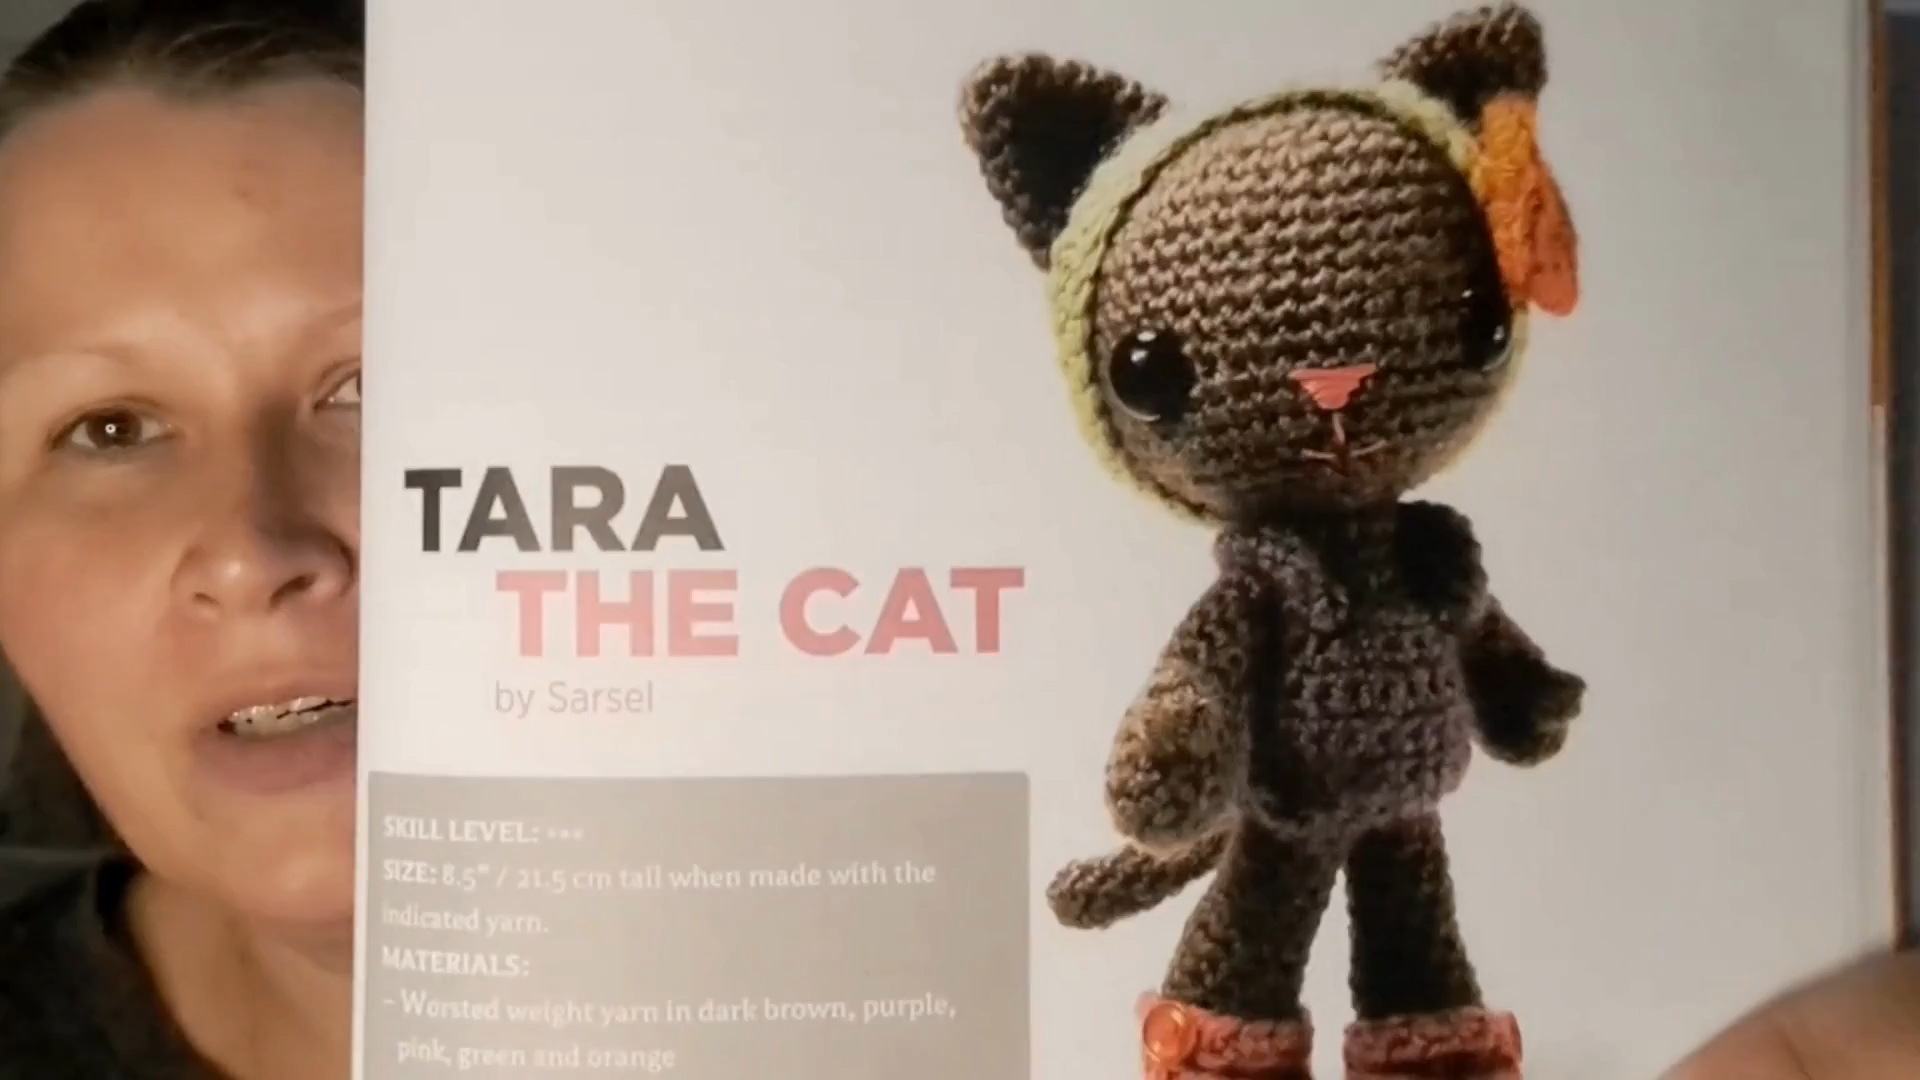 TARA
THE CAT
by Sarsel
SKILL LEVEL: ***
SIZE: 8.5" / 21.5 cm tall when made with the
indicated yarn.
MATERIALS:
- Worsted weight yarn in dark brown, purple,
pink, green and orange